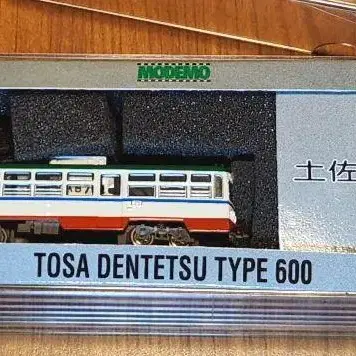 MODEMO
土佐
TOSA DENTETSU TYPE 600